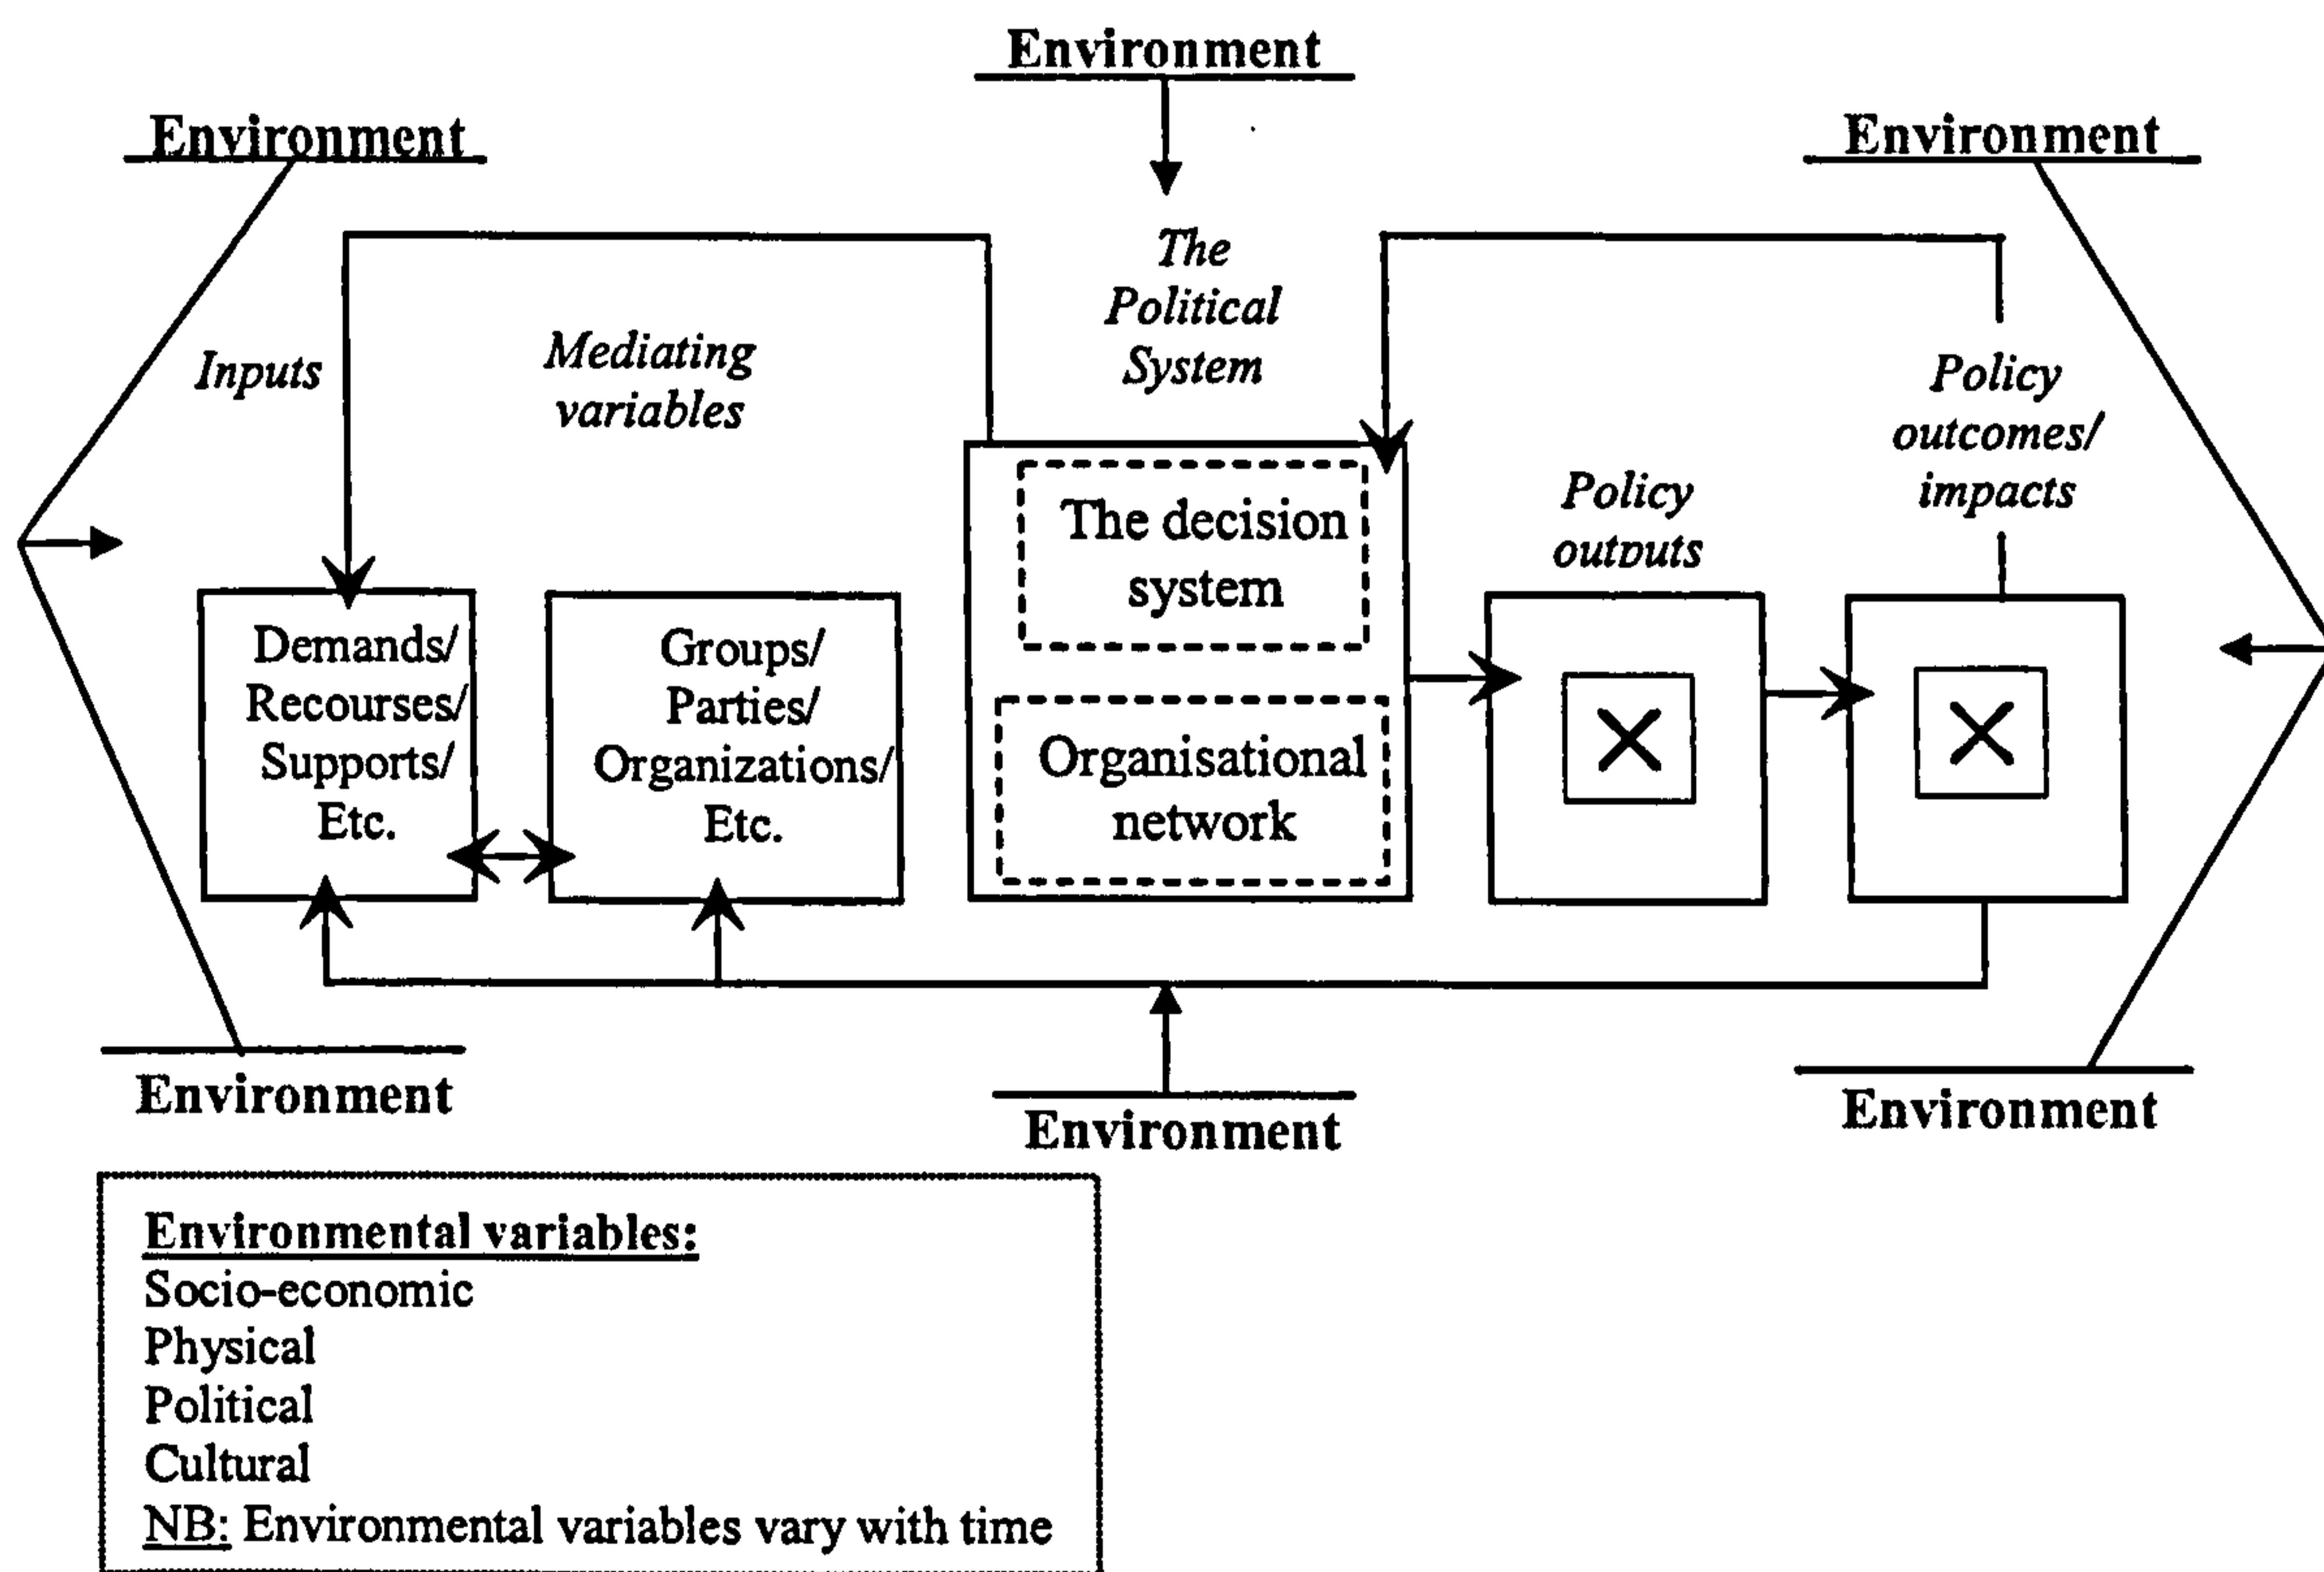 Environment
Environment
Environment
The
Political
System
Inputs
Mediating
variables
Policy
outcomes/
impacts
Policy
outputs
The decision
system
Demands/
Recourses/
Supports/
Etc.
Groups/
Parties/
Organizations/
Etc.
Organisational
network
Environment
Environment
Environment
Environmental variables:
Socio-economic
Physical
Political
Cultural
NB: Environmental variables vary with time